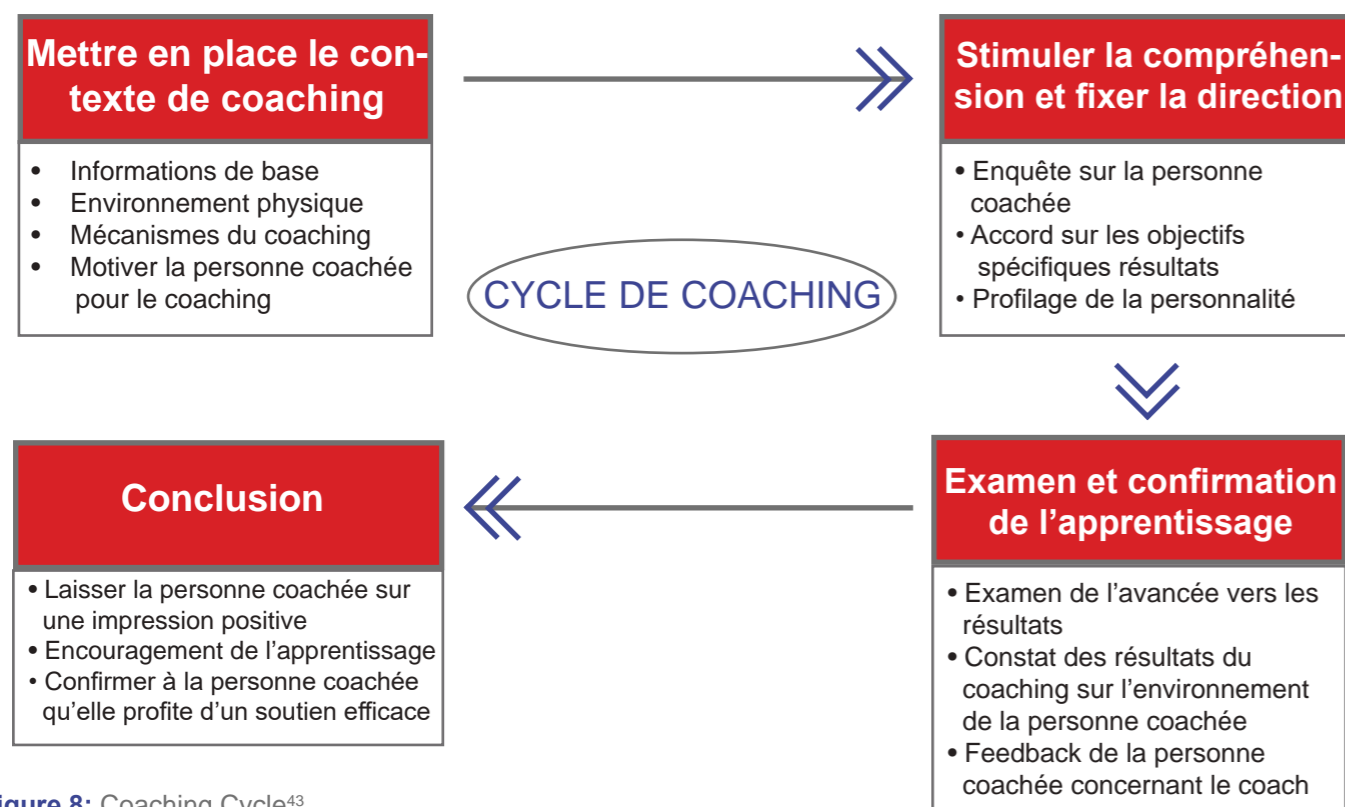 Mettre en place le con-
texte de coaching
• Informations de base
• Environnement physique
• Mécanismes du coaching
• Motiver la personne coachée
pour le coaching
Stimuler la compréhen-
sion et fixer la direction
• Enquête sur la personne
coachée
• Accord sur les objectifs
spécifiques résultats
• Profilage de la personnalité
CYCLE DE COACHING
Conclusion
• Laisser la personne coachée sur
une impression positive
• Encouragement de l’apprentissage
• Confirmer à la personne coachée
qu’elle profite d’un soutien efficace
Examen et confirmation
de l’apprentissage
• Examen de l’avancée vers les
résultats
• Constat des résultats du
coaching sur l’environnement
de la personne coachée
• Feedback de la personne
coachée concernant le coach
igure 8: Coaching Cycle⁴³